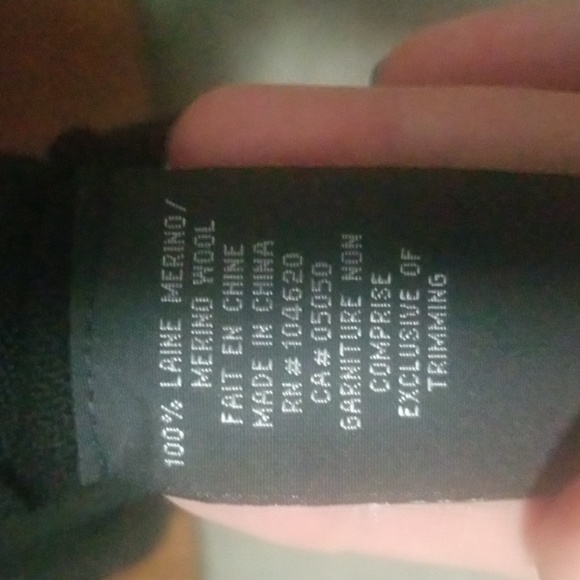 100% LAINE MERINO/
MERINO WOOL
FAIT EN CHINE
MADE IN CHINA
RN# 104620
CA# 05050
GARNITURE NON
COMPRISE
EXCLUSIVE OF
TRIMMING